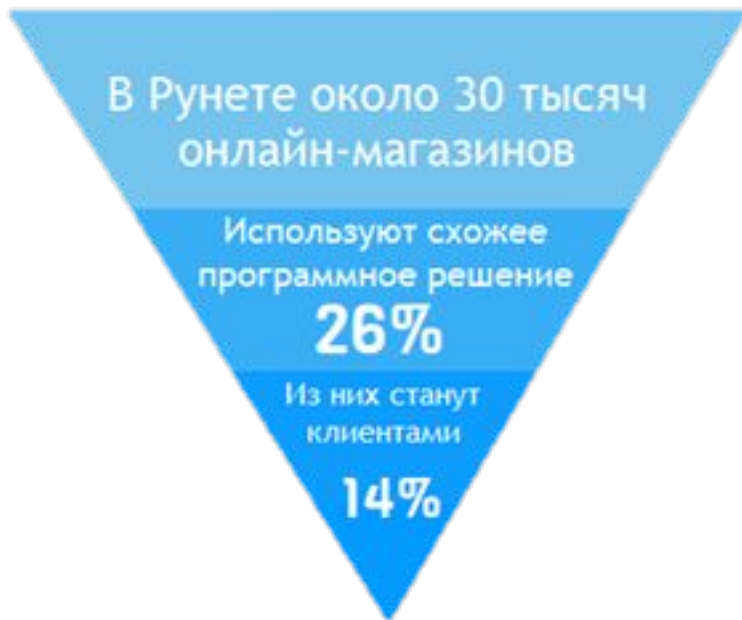 В Рунете около 30 тысяч
онлайн-магазинов
Используют схожее
программное решение
26%
Из них станут
клиентами
14%